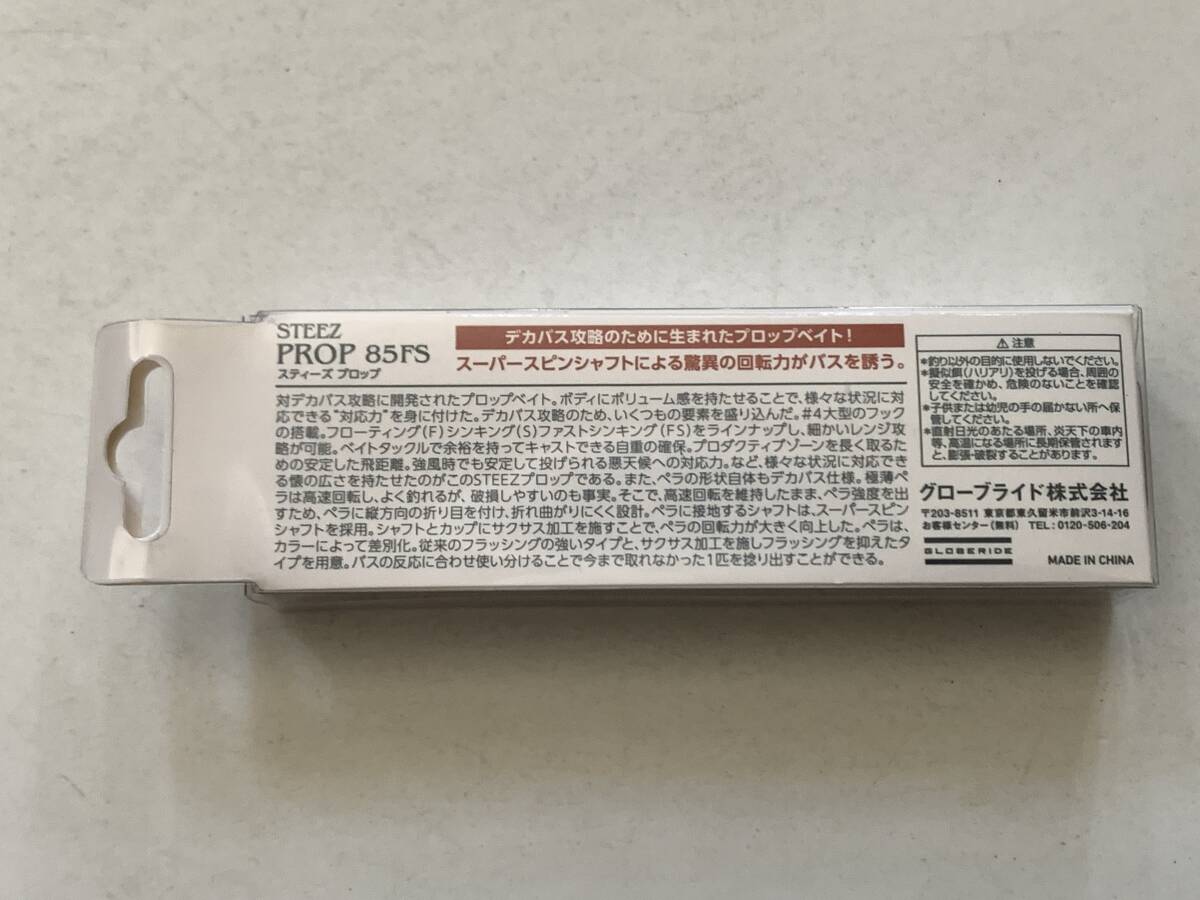 STEEZ
PROP 85FS
スティーズ プロップ
デカバス攻略のために生まれたプロップベイト!
スーパースピンシャフトによる驚異の回転力がバスを誘う。
対デカバス攻略に開発されたプロップベイト。ボディにボリューム感を持たせることで、様々な状況に対
応できる“対応力”を身に付けた。デカバス攻略のため、いくつもの要素を盛り込んだ。#4大型のフック
の搭載。フローティング(F)シンキング(S)ファストシンキング(FS)をラインナップし、細かいレンジ攻
略が可能。ベイトタックルで余裕を持ってキャストできる自重の確保。プロダクティブゾーンを長く取るた
めの安定した飛距離。強風時でも安定して投げられる悪天候への対応力。など、様々な状況に対応でき
る懐の広さを持たせたのがこのSTEEZプロップである。また、ペラの形状自体もデカバス仕様。極薄ペ
ラは高速回転し、よく釣れるが、破損しやすいのも事実。そこで、高速回転を維持したまま、ペラ強度を出
すため、ペラに縦方向の折り目を付け、折れ曲がりにくく設計。ペラに接地するシャフトは、スーパースピン
シャフトを採用。シャフトとカップにサクサス加工を施すことで、ペラの回転力が大きく向上した。ペラは、
カラーによって差別化。従来のフラッシングの強いタイプと、サクサス加工を施しフラッシングを抑えたタ
イプを用意。バスの反応に合わせ使い分けることで今まで取れなかった1匹を捻り出すことができる。
⚠ 注意
*釣り以外の目的に使用しないでください。
*擬似餌(ハリアリ)を投げる場合、周囲の
安全を確かめ、危険のないことを確認
してください。
*子供または幼児の手の届かない所へ保
管してください。
*直射日光のあたる場所、炎天下の車内
等、高温になる場所に長期保管されます
と、膨張・破裂することがあります。
グローブライド株式会社
〒203-8511 東京都東久留米市前沢3-14-16
お客様センター(無料) TEL:0120-506-204
GLOBERIDE
MADE IN CHINA